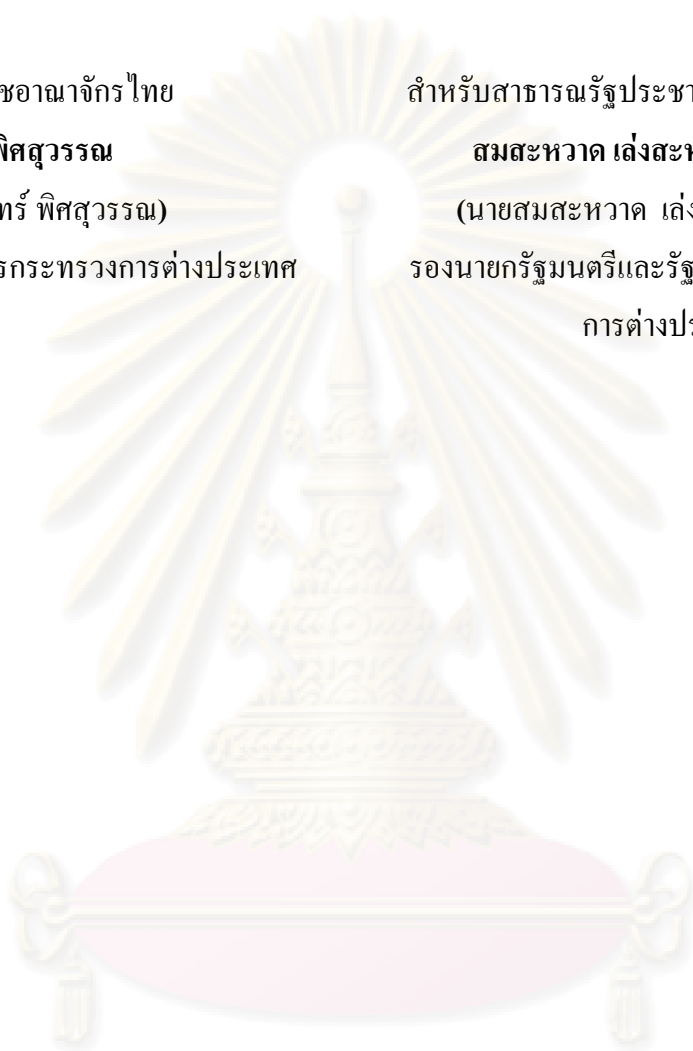 ชอาณาจักรไทย
พิศสุวรรณ
ทร์ พิศสุวรรณ)
รกระทรวงการต่างประเทศ
สำหรับสาธารณรัฐประชา
สมสะหวาด เล่งสะห
(นายสมสะหวาด เล่ง
รองนายกรัฐมนตรีและรัฐ
การต่างปร